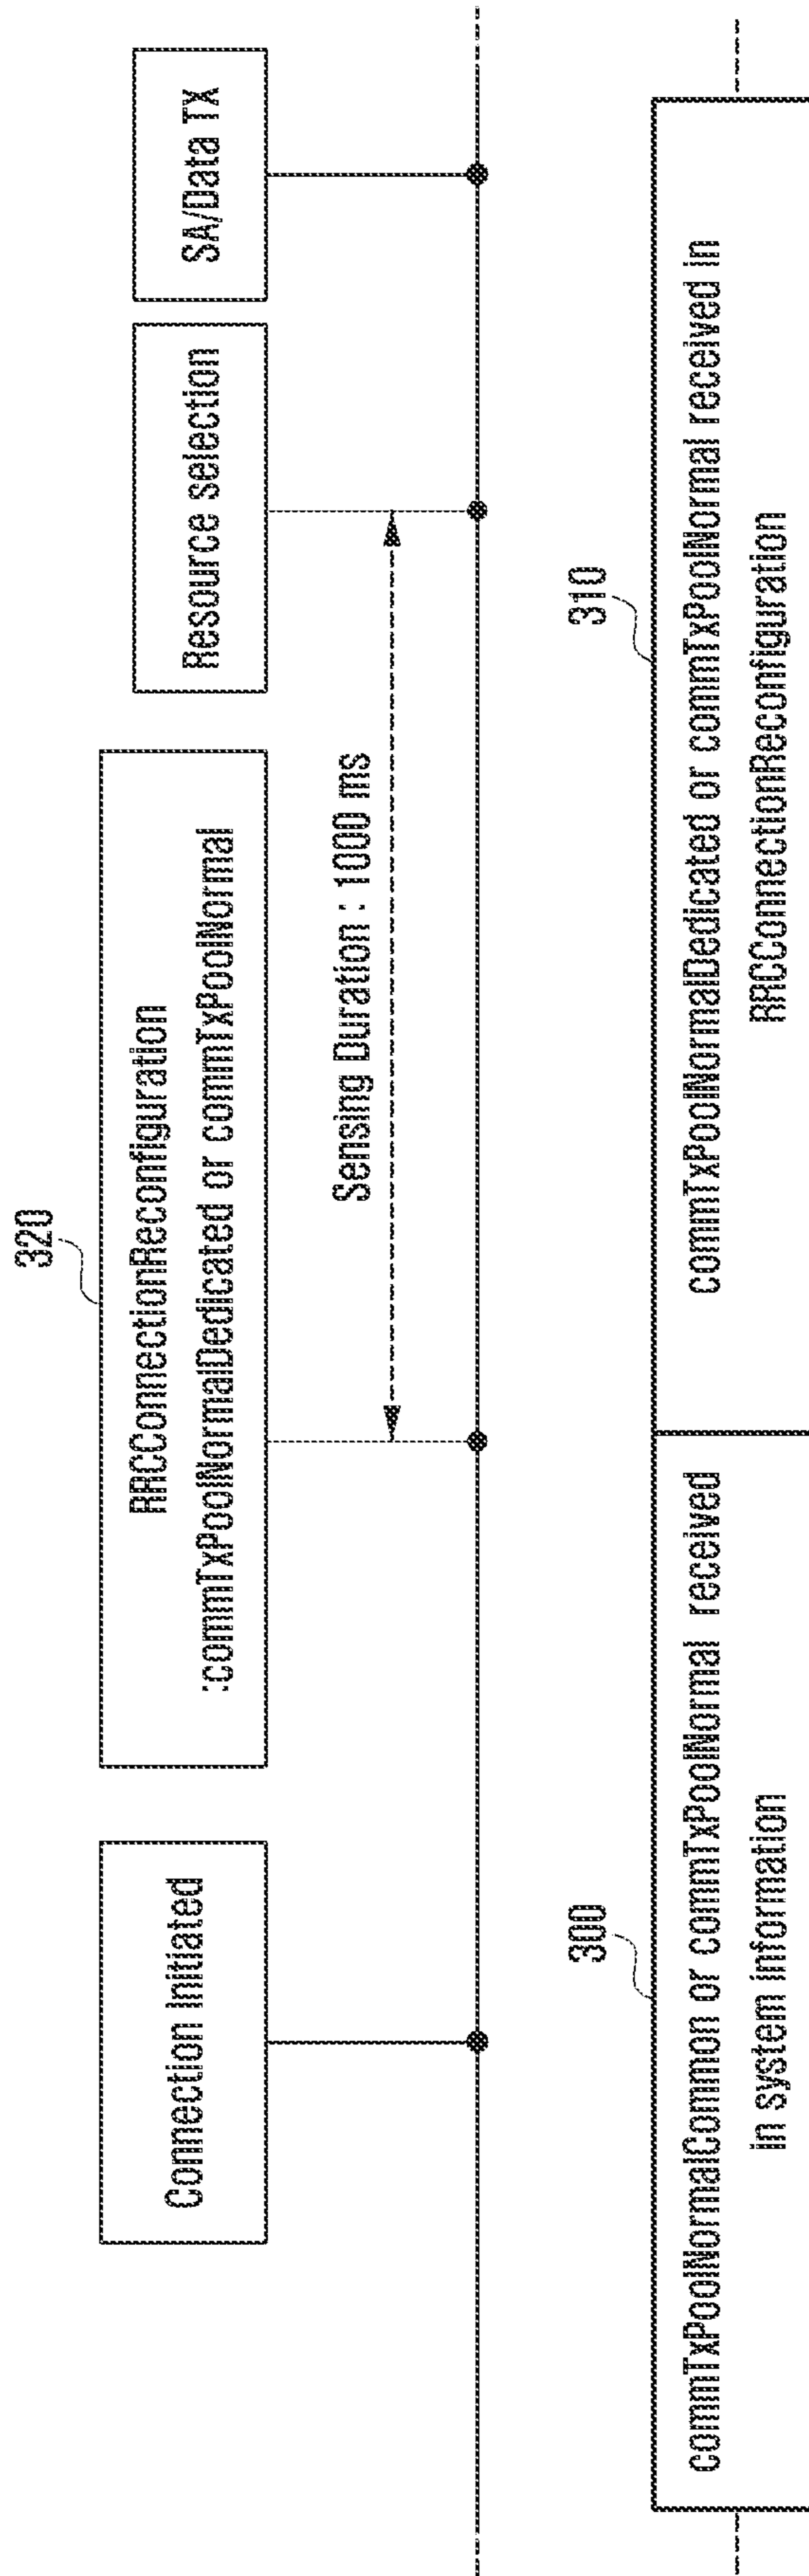 Connection Initiated
320
RRCConnectionReconfiguration
:commTxPoolNormalDedicated or commTxPoolNormal
Resource selection
SA/Data TX
Sensing Duration : 1000 ms
300
commTxPoolNormalCommon or commTxPoolNormal received
in system information
310
commTxPoolNormalDedicated or commTxPoolNormal received in
RRCConnectionReconfiguration